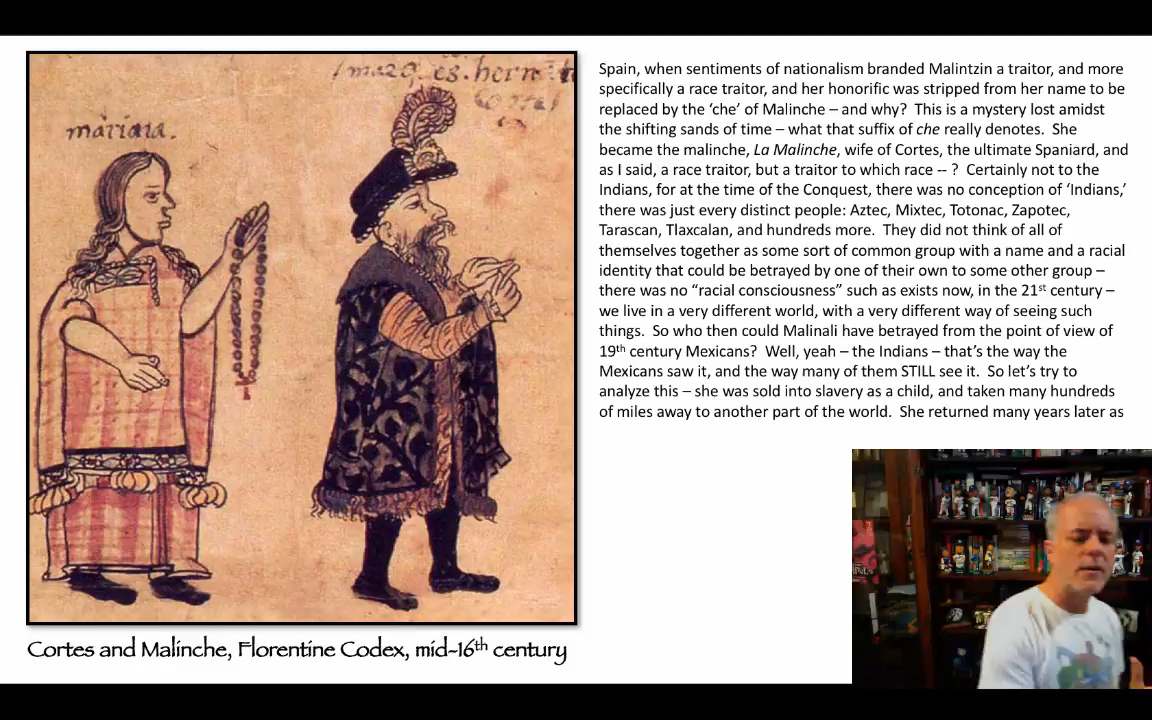 /marq̄. es. hern
Cortes
mariana.
Spain, when sentiments of nationalism branded Malintzin a traitor, and more
specifically a race traitor, and her honorific was stripped from her name to be
replaced by the ‘che’ of Malinche – and why?  This is a mystery lost amidst
the shifting sands of time – what that suffix of che really denotes.  She
became the malinche, La Malinche, wife of Cortes, the ultimate Spaniard, and
as I said, a race traitor, but a traitor to which race -- ?  Certainly not to the
Indians, for at the time of the Conquest, there was no conception of ‘Indians,’
there was just every distinct people: Aztec, Mixtec, Totonac, Zapotec,
Tarascan, Tlaxcalan, and hundreds more.  They did not think of all of
themselves together as some sort of common group with a name and a racial
identity that could be betrayed by one of their own to some other group –
there was no “racial consciousness” such as exists now, in the 21st century –
we live in a very different world, with a very different way of seeing such
things.  So who then could Malinali have betrayed from the point of view of
19th century Mexicans?  Well, yeah – the Indians – that’s the way the
Mexicans saw it, and the way many of them STILL see it.  So let’s try to
analyze this – she was sold into slavery as a child, and taken many hundreds
of miles away to another part of the world.  She returned many years later as
Cortes and Malinche, Florentine Codex, mid-16th century